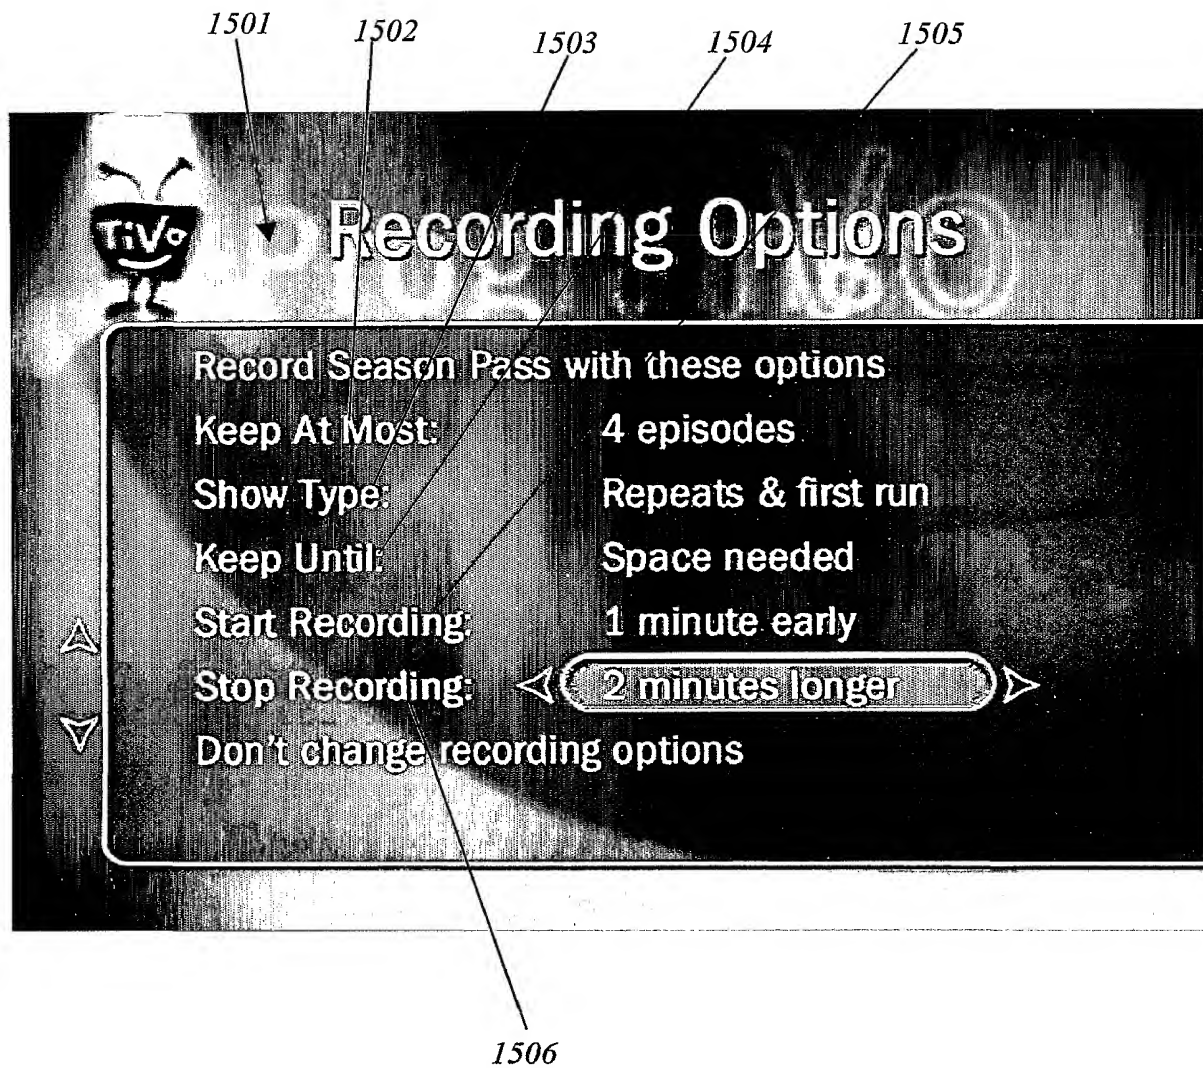 1501 1502 1503 1504 1505
TiVo
Recording Options
Record Season Pass with these options
Keep At Most: 4 episodes
Show Type: Repeats & first run
Keep Until: Space needed
Start Recording: 1 minute early
Stop Recording: 2 minutes longer
Don't change recording options
1506